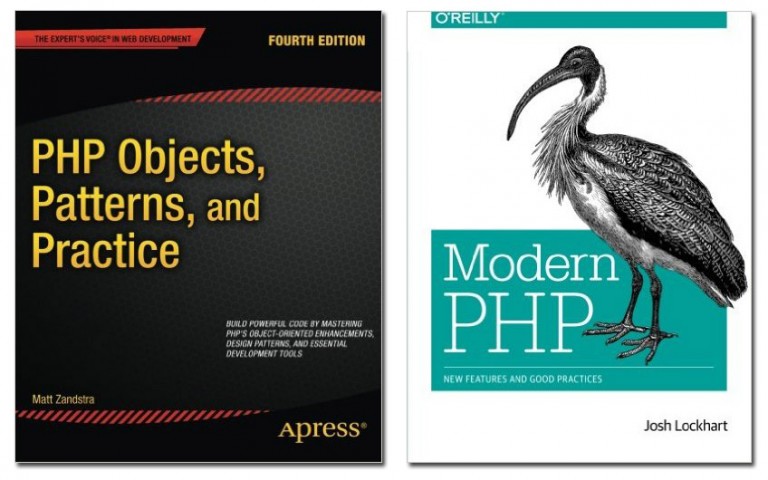 THE EXPERT'S VOICE® IN WEB DEVELOPMENT
FOURTH EDITION
PHP Objects,
Patterns, and
Practice
BUILD POWERFUL CODE BY MASTERING
PHP'S OBJECT-ORIENTED ENHANCEMENTS,
DESIGN PATTERNS, AND ESSENTIAL
DEVELOPMENT TOOLS
Matt Zandstra
Apress®
O'REILLY®
Modern
PHP
NEW FEATURES AND GOOD PRACTICES
Josh Lockhart